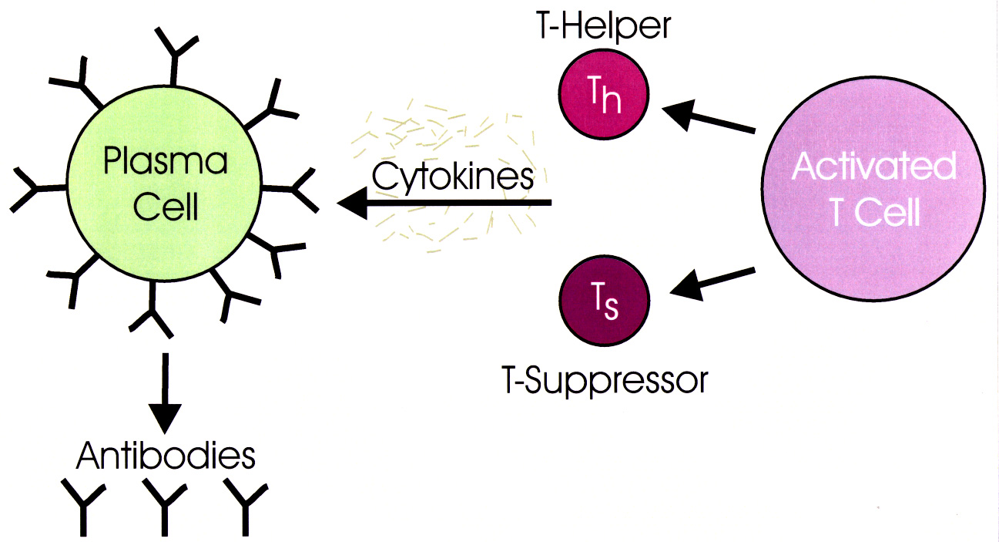 T-Helper
Th
Activated
T Cell
Plasma
Cell
Cytokines
Ts
T-Suppressor
Antibodies